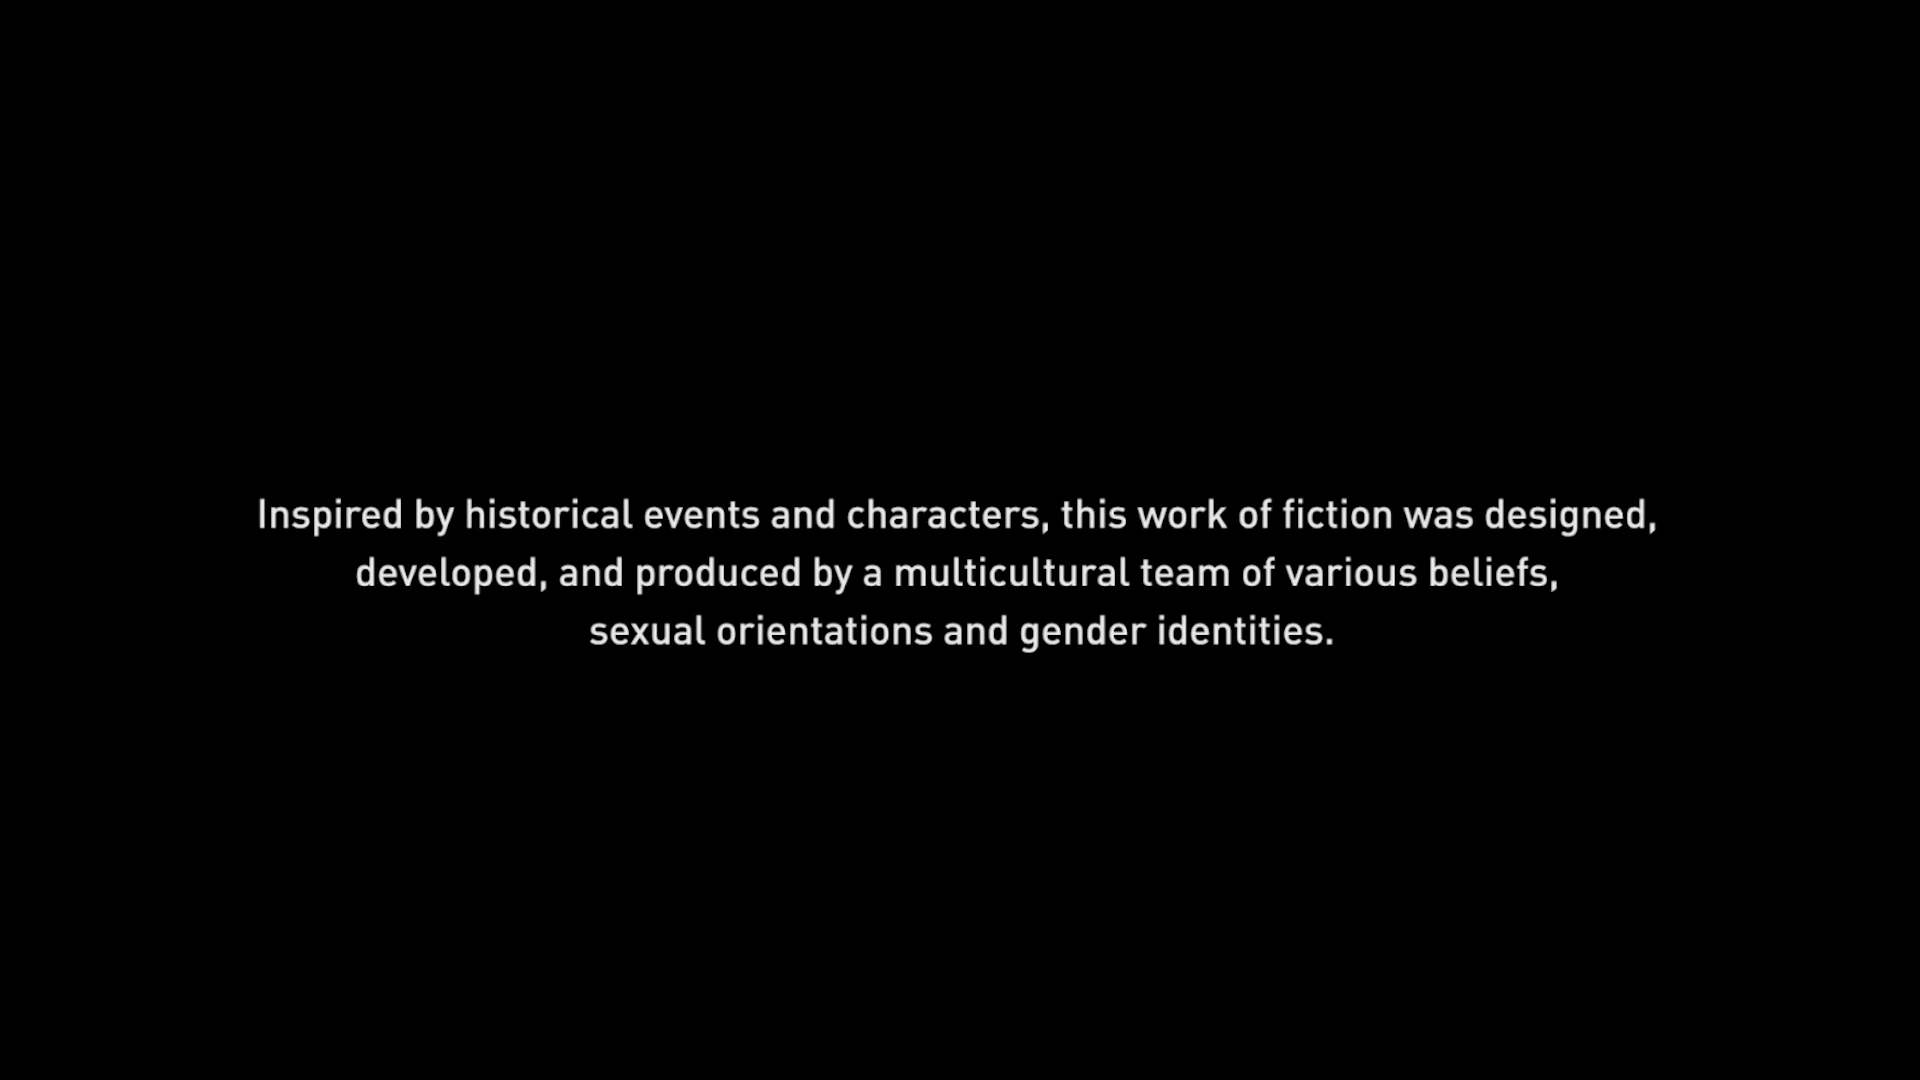 Inspired by historical events and characters, this work of fiction was designed,
developed, and produced by a multicultural team of various beliefs,
sexual orientations and gender identities.